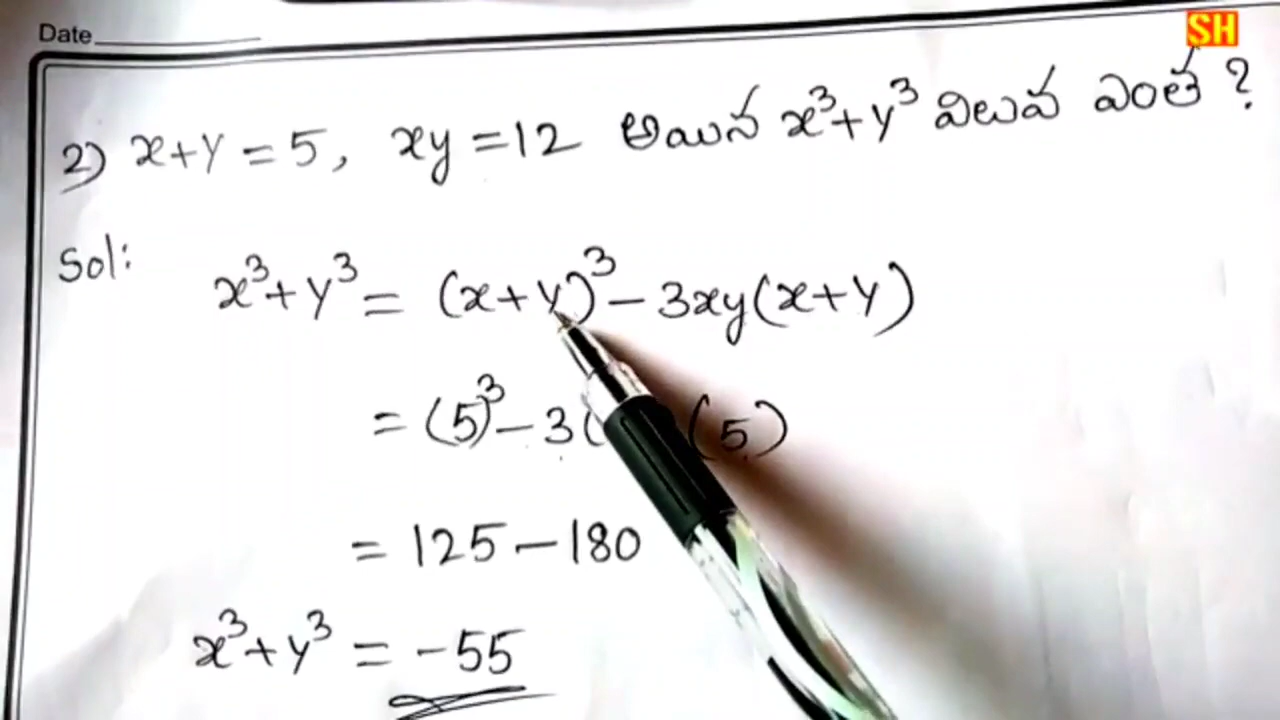 Date
SH
2) x+y = 5, xy = 12 అయిన x³+y³ విలువ ఎంత ?
Sol:
x³+y³ = (x+y)³ - 3xy(x+y)
= (5)³ - 3( (5)
= 125 - 180
x³+y³ = -55